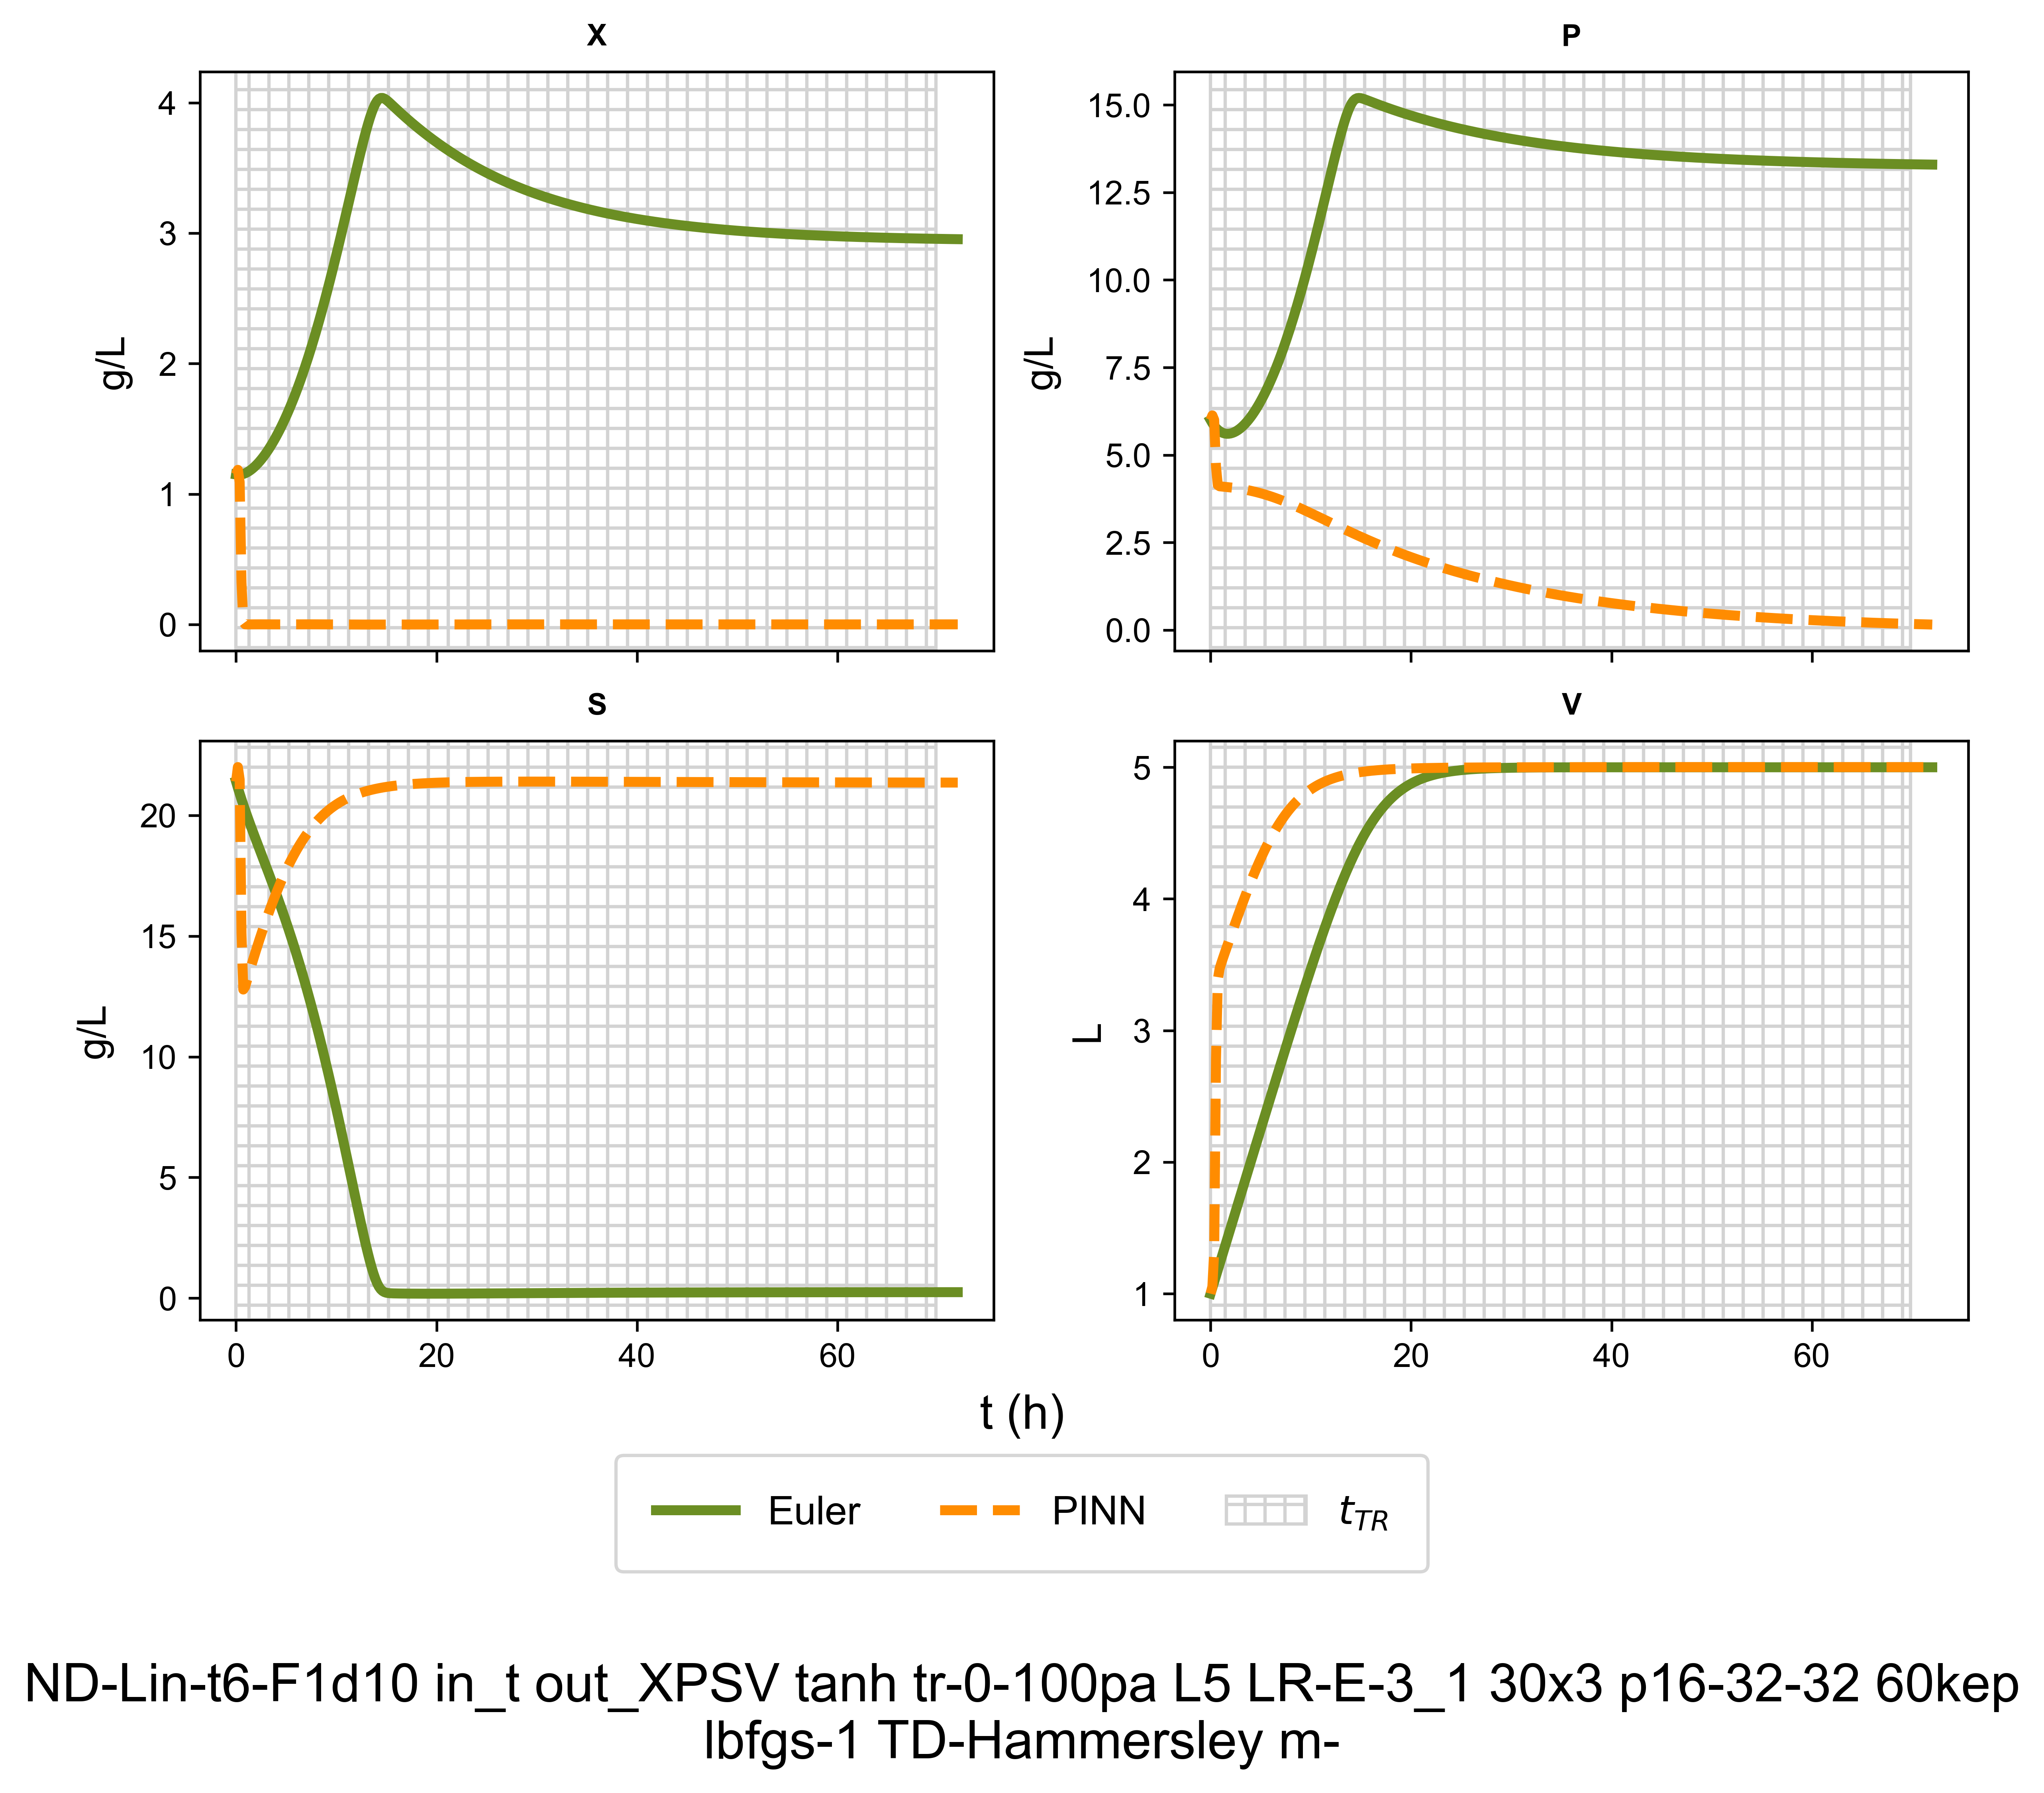 X
4
3
2
1
0
g/L
P
15.0
12.5
10.0
7.5
5.0
2.5
0.0
g/L
S
20
15
10
5
0
g/L
0 20 40 60
V
5
4
3
2
1
L
0 20 40 60
t (h)
Euler PINN t_TR
ND-Lin-t6-F1d10 in_t out_XPSV tanh tr-0-100pa L5 LR-E-3_1 30x3 p16-32-32 60kep
lbfgs-1 TD-Hammersley m-